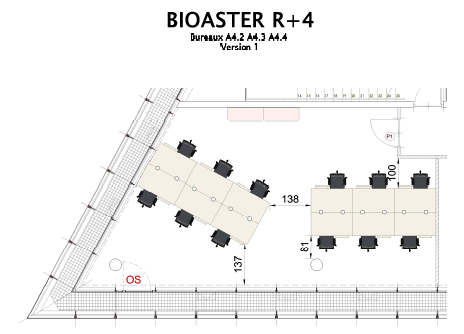 BIOASTER R+4
Bureaux A4.2 A4.3 A4.4
Version 1
P1
100
138
81
137
OS